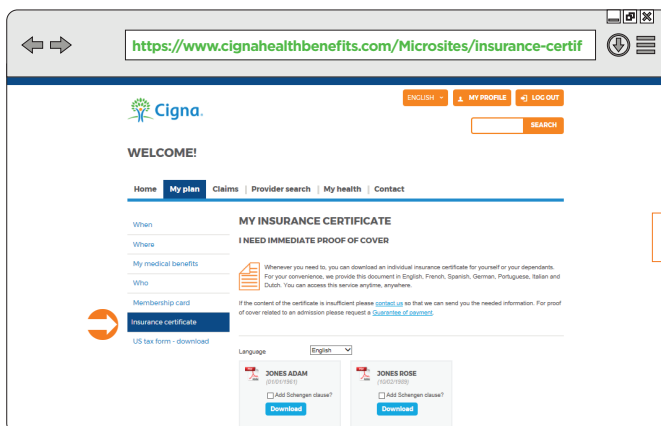 https://www.cignahealthbenefits.com/Microsites/insurance-certif
ENGLISH
MY PROFILE
LOG OUT
Cigna.
SEARCH
WELCOME!
Home
My plan
Claims
Provider search
My health
Contact
When
Where
My medical benefits
Who
Membership card
Insurance certificate
US tax form - download
MY INSURANCE CERTIFICATE
I NEED IMMEDIATE PROOF OF COVER
Whenever you need to, you can download an individual insurance certificate for yourself or your dependants.
For your convenience, we provide this document in English, French, Spanish, German, Portuguese, Italian and
Dutch. You can access this service anytime, anywhere.
If the content of the certificate is insufficient please contact us so that we can send you the needed information. For proof
of cover related to an admission please request a Guarantee of payment.
Language English
JONES ADAM
(01/01/1961)
Add Schengen clause?
Download
JONES ROSE
Add Schengen clause?
Download